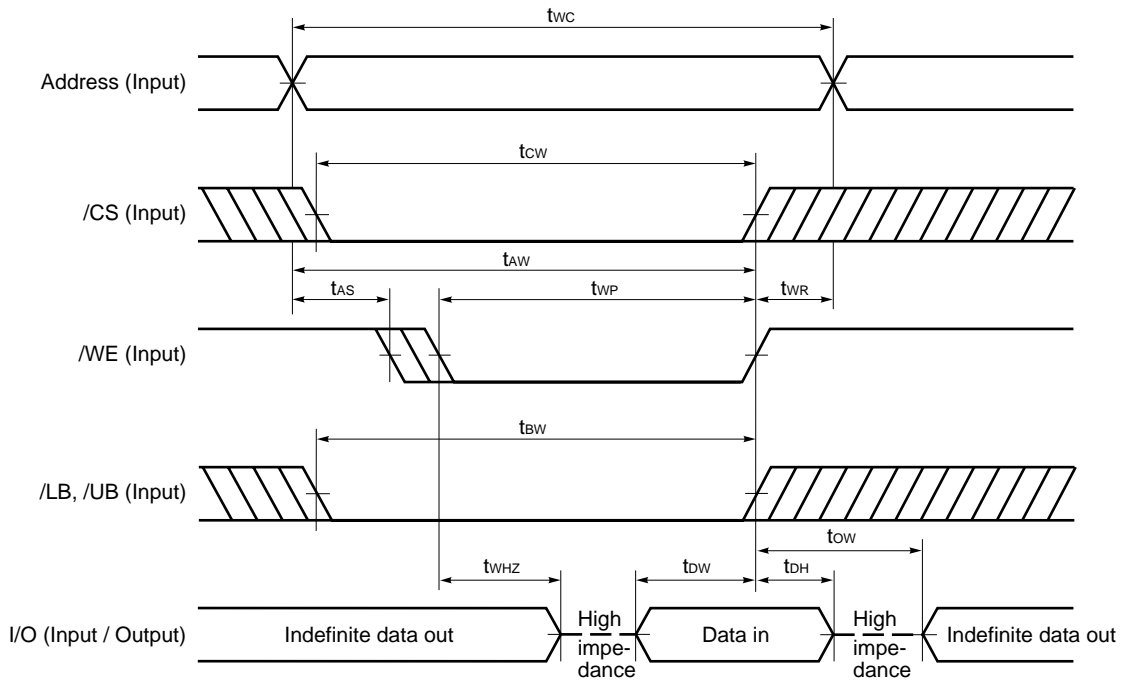 tWC
Address (Input)
tCW
/CS (Input)
tAW
tAS
tWP
tWR
/WE (Input)
tBW
/LB, /UB (Input)
tOW
tWHZ
tDW
tDH
I/O (Input / Output)
Indefinite data out
High
impe-
dance
Data in
High
impe-
dance
Indefinite data out